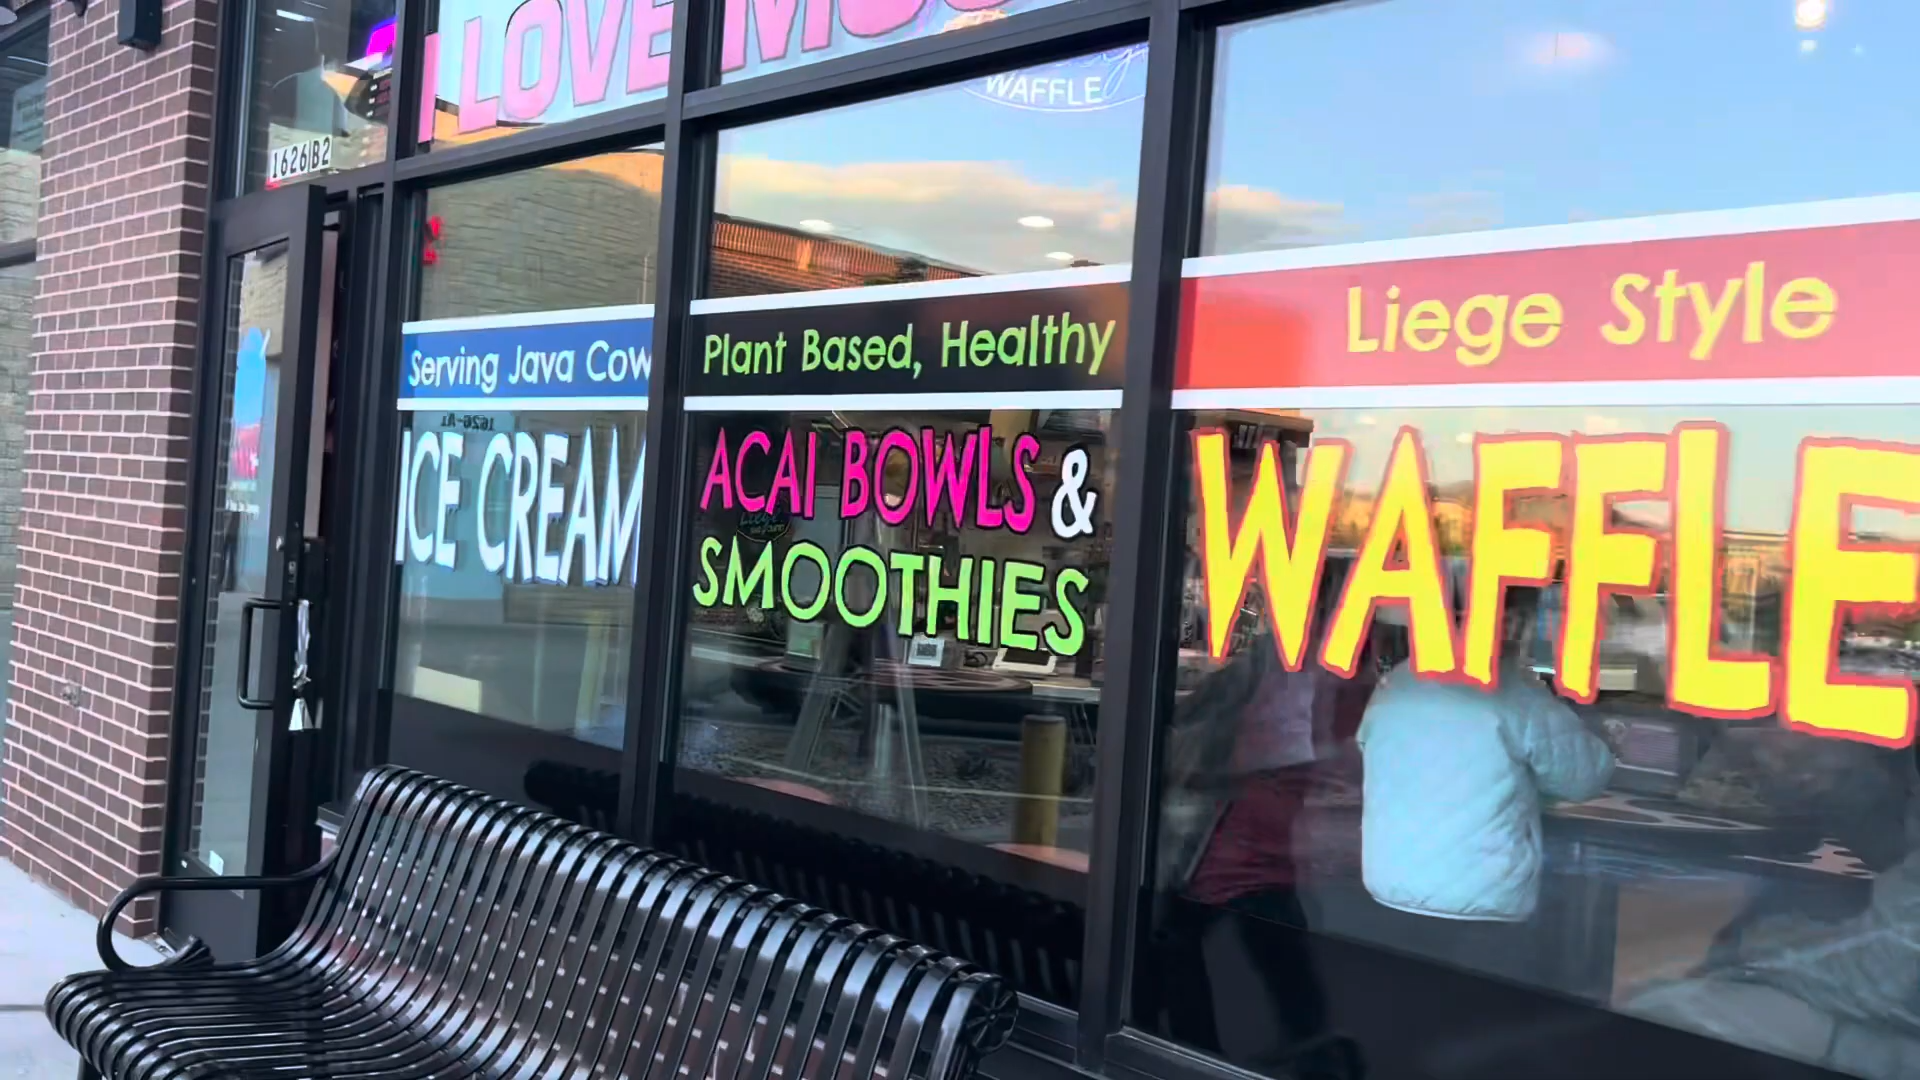 I LOVE
WAFFLE
1626 B2
Serving Java Cow
ICE CREAM
Plant Based, Healthy
ACAI BOWLS &
SMOOTHIES
Liege Style
WAFFLE